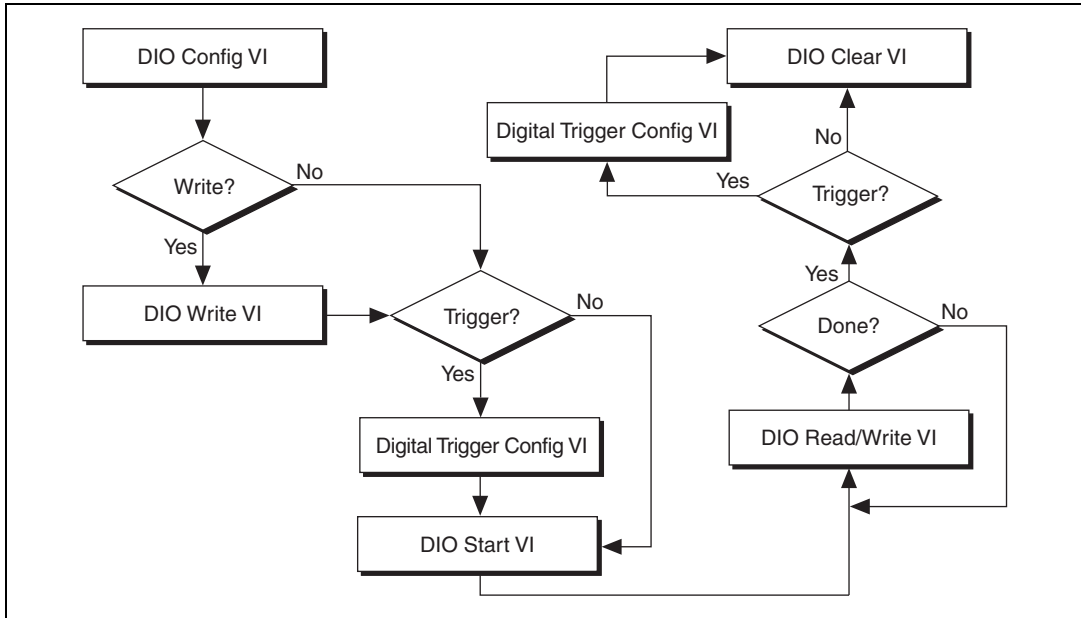 DIO Config VI
Write?
No
Yes
DIO Write VI
Trigger?
No
Yes
Digital Trigger Config VI
DIO Start VI
DIO Read/Write VI
Done?
No
Yes
Trigger?
Yes
No
Digital Trigger Config VI
DIO Clear VI